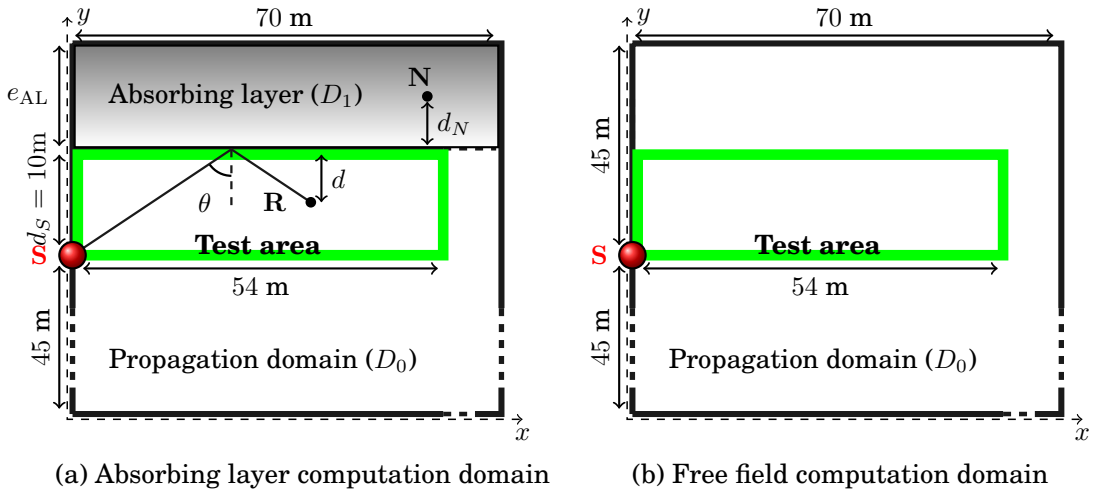 y
70 m
e_AL
Absorbing layer (D_1)
N
d_N
d_S = 10m
θ
R
d
S
Test area
54 m
45 m
Propagation domain (D_0)
x
(a) Absorbing layer computation domain
y
70 m
45 m
S
Test area
54 m
45 m
Propagation domain (D_0)
x
(b) Free field computation domain